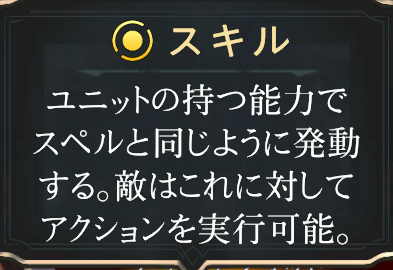 スキル
ユニットの持つ能力で
スペルと同じように発動
する。敵はこれに対して
アクションを実行可能。